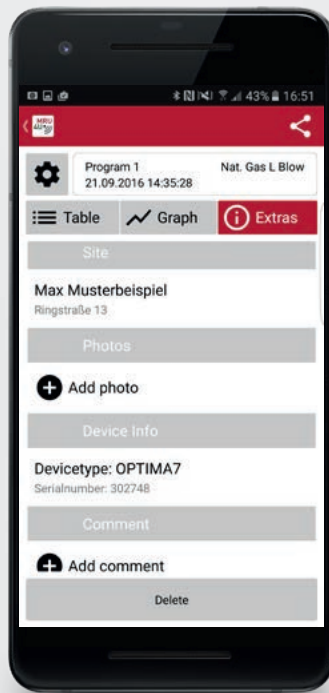 43% 16:51
MRU
Program 1 Nat. Gas L Blow
21.09.2016 14:35:28
Table Graph Extras
Site
Max Musterbeispiel
Ringstraße 13
Photos
Add photo
Device Info
Devicetype: OPTIMA7
Serialnumber: 302748
Comment
Add comment
Delete